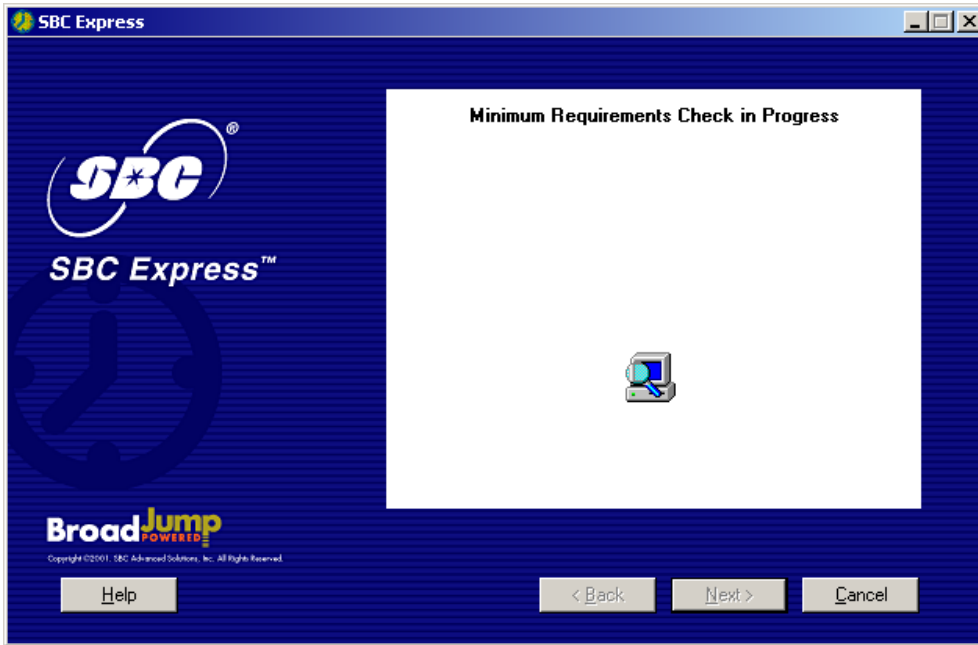 SBC Express
Minimum Requirements Check in Progress
SBC®
SBC Express™
BroadJump
POWERED
Copyright ©2001, SBC Advanced Solutions, Inc. All Rights Reserved.
Help
< Back
Next >
Cancel